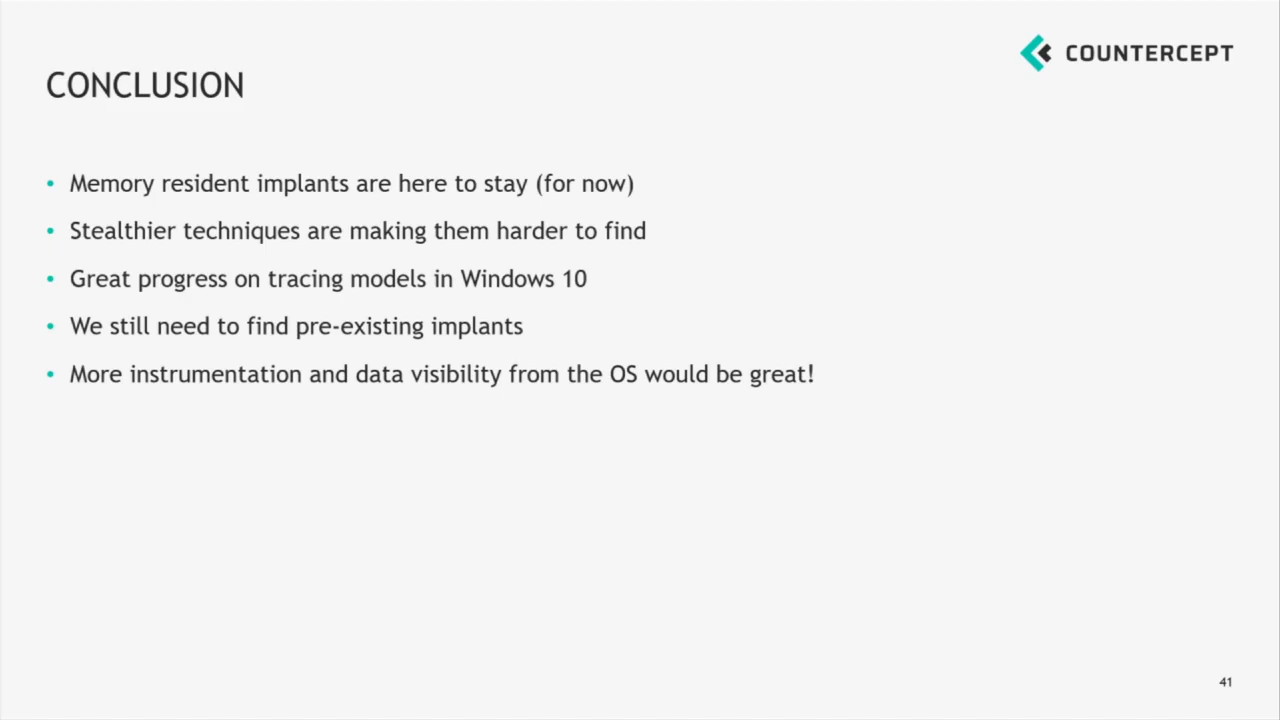 COUNTERCEPT
CONCLUSION
• Memory resident implants are here to stay (for now)
• Stealthier techniques are making them harder to find
• Great progress on tracing models in Windows 10
• We still need to find pre-existing implants
• More instrumentation and data visibility from the OS would be great!
41